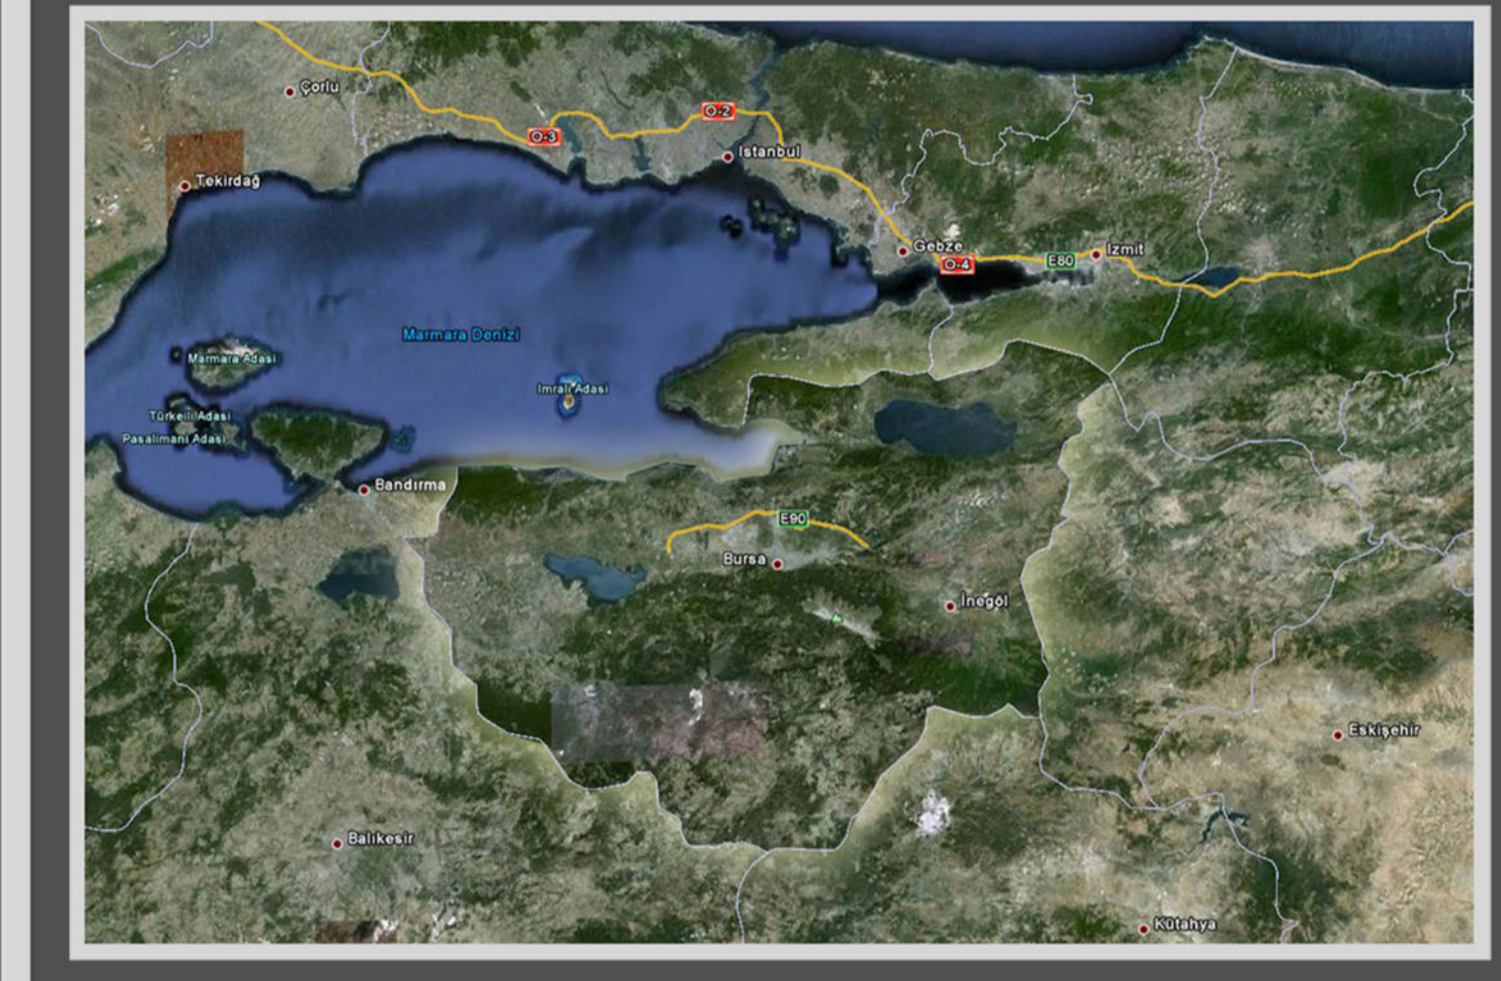 Çorlu
O-2
O-3
Istanbul
Tekirdağ
Gebze
Izmit
O-4
E80
Marmara Denizi
Marmara Adasi
Imrali Adasi
Türkeli Adasi
Pasalimani Adasi
Bandırma
E90
Bursa
İnegöl
Eskişehir
Balıkesir
Kütahya